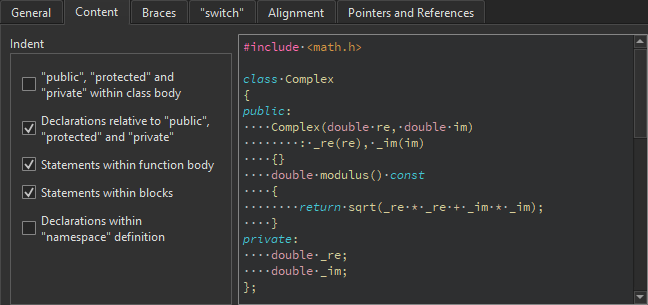 General Content Braces "switch" Alignment Pointers and References
Indent
"public", "protected" and
"private" within class body
Declarations relative to "public",
"protected" and "private"
Statements within function body
Statements within blocks
Declarations within
"namespace" definition
#include·<math.h>
class·Complex
{
public:
····Complex(double·re,·double·im)
········:·_re(re),·_im(im)
····{}
····double·modulus()·const
····{
········return·sqrt(_re·*·_re·+·_im·*·_im);
····}
private:
····double·_re;
····double·_im;
};